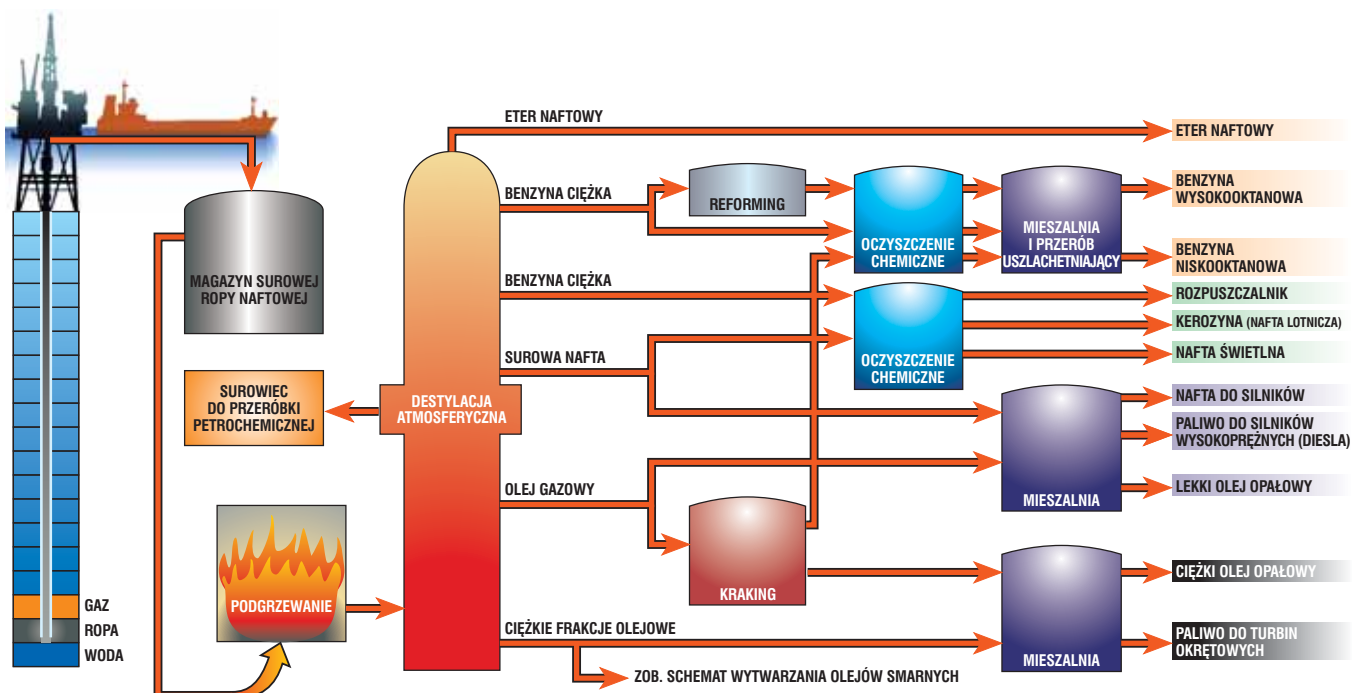 ETER NAFTOWY
ETER NAFTOWY
BENZYNA CIĘŻKA
REFORMING
OCZYSZCZENIE
CHEMICZNE
MIESZALNIA
I PRZERÓB
USZLACHETNIAJĄCY
BENZYNA
WYSOKOOKTANOWA
BENZYNA
NISKOOKTANOWA
MAGAZYN SUROWEJ
ROPY NAFTOWEJ
BENZYNA CIĘŻKA
ROZPUSZCZALNIK
KEROZYNA (NAFTA LOTNICZA)
NAFTA ŚWIETLNA
SUROWA NAFTA
OCZYSZCZENIE
CHEMICZNE
SUROWIEC
DO PRZERÓBKI
PETROCHEMICZNEJ
DESTYLACJA
ATMOSFERYCZNA
NAFTA DO SILNIKÓW
PALIWO DO SILNIKÓW
WYSOKOPRĘŻNYCH (DIESLA)
LEKKI OLEJ OPAŁOWY
MIESZALNIA
OLEJ GAZOWY
KRAKING
CIĘŻKI OLEJ OPAŁOWY
PODGRZEWANIE
GAZ
ROPA
WODA
CIĘŻKIE FRAKCJE OLEJOWE
PALIWO DO TURBIN
OKRĘTOWYCH
MIESZALNIA
ZOB. SCHEMAT WYTWARZANIA OLEJÓW SMARNYCH